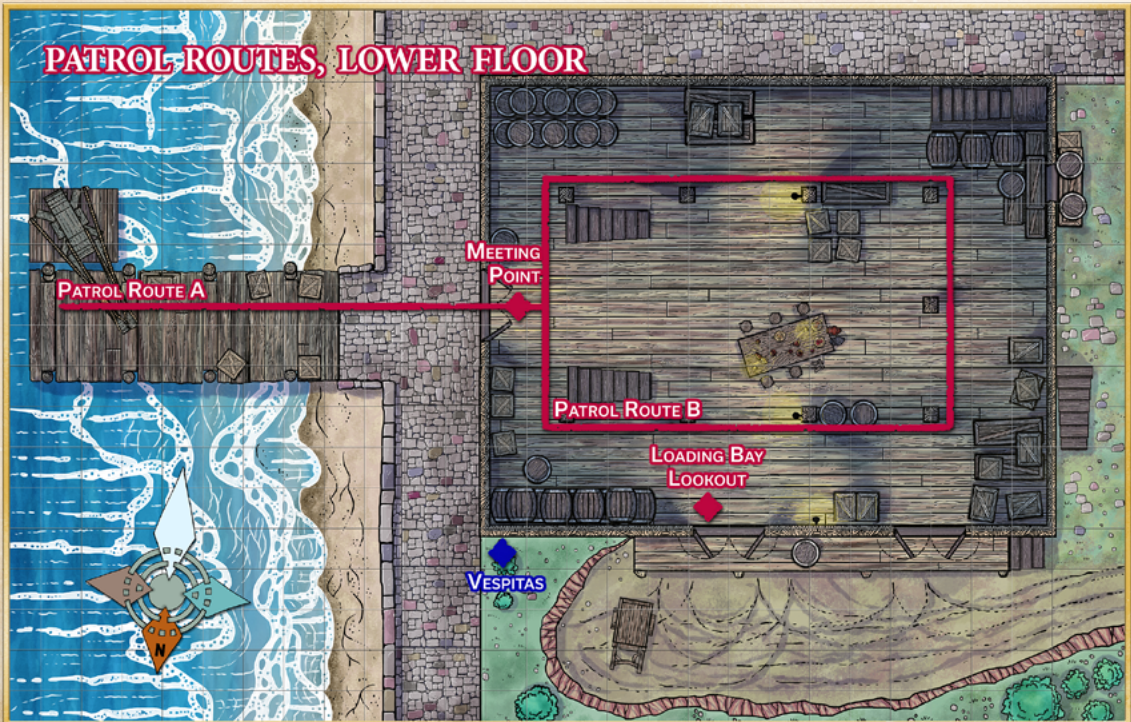 PATROL ROUTES, LOWER FLOOR
MEETING
POINT
PATROL ROUTE A
PATROL ROUTE B
LOADING BAY
LOOKOUT
VESPITAS
N